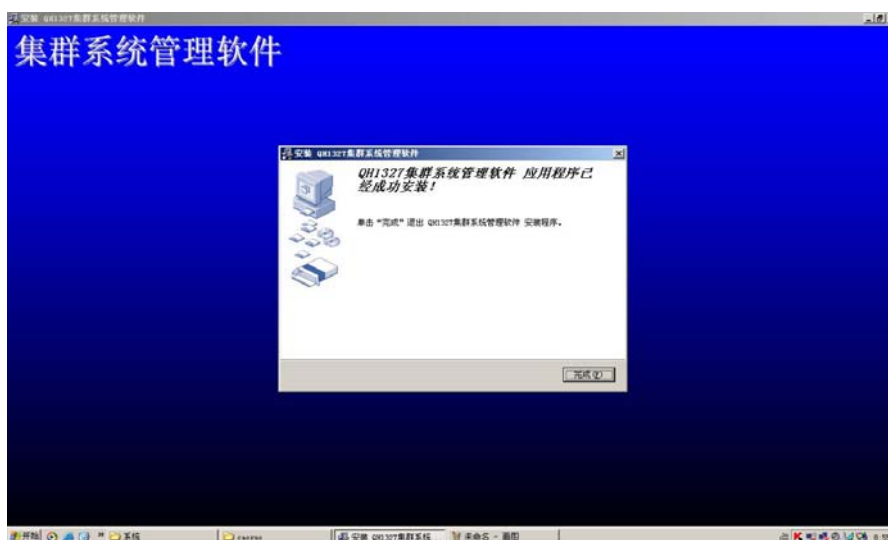 安装 QH1327集群系统管理软件
集群系统管理软件
安装 QH1327集群系统管理软件
QH1327集群系统管理软件 应用程序已
经成功安装！
单击 "完成" 退出 QH1327集群系统管理软件 安装程序。
完成(F)
开始
系统
安装 QH1327集群系统
未命名 - 画图